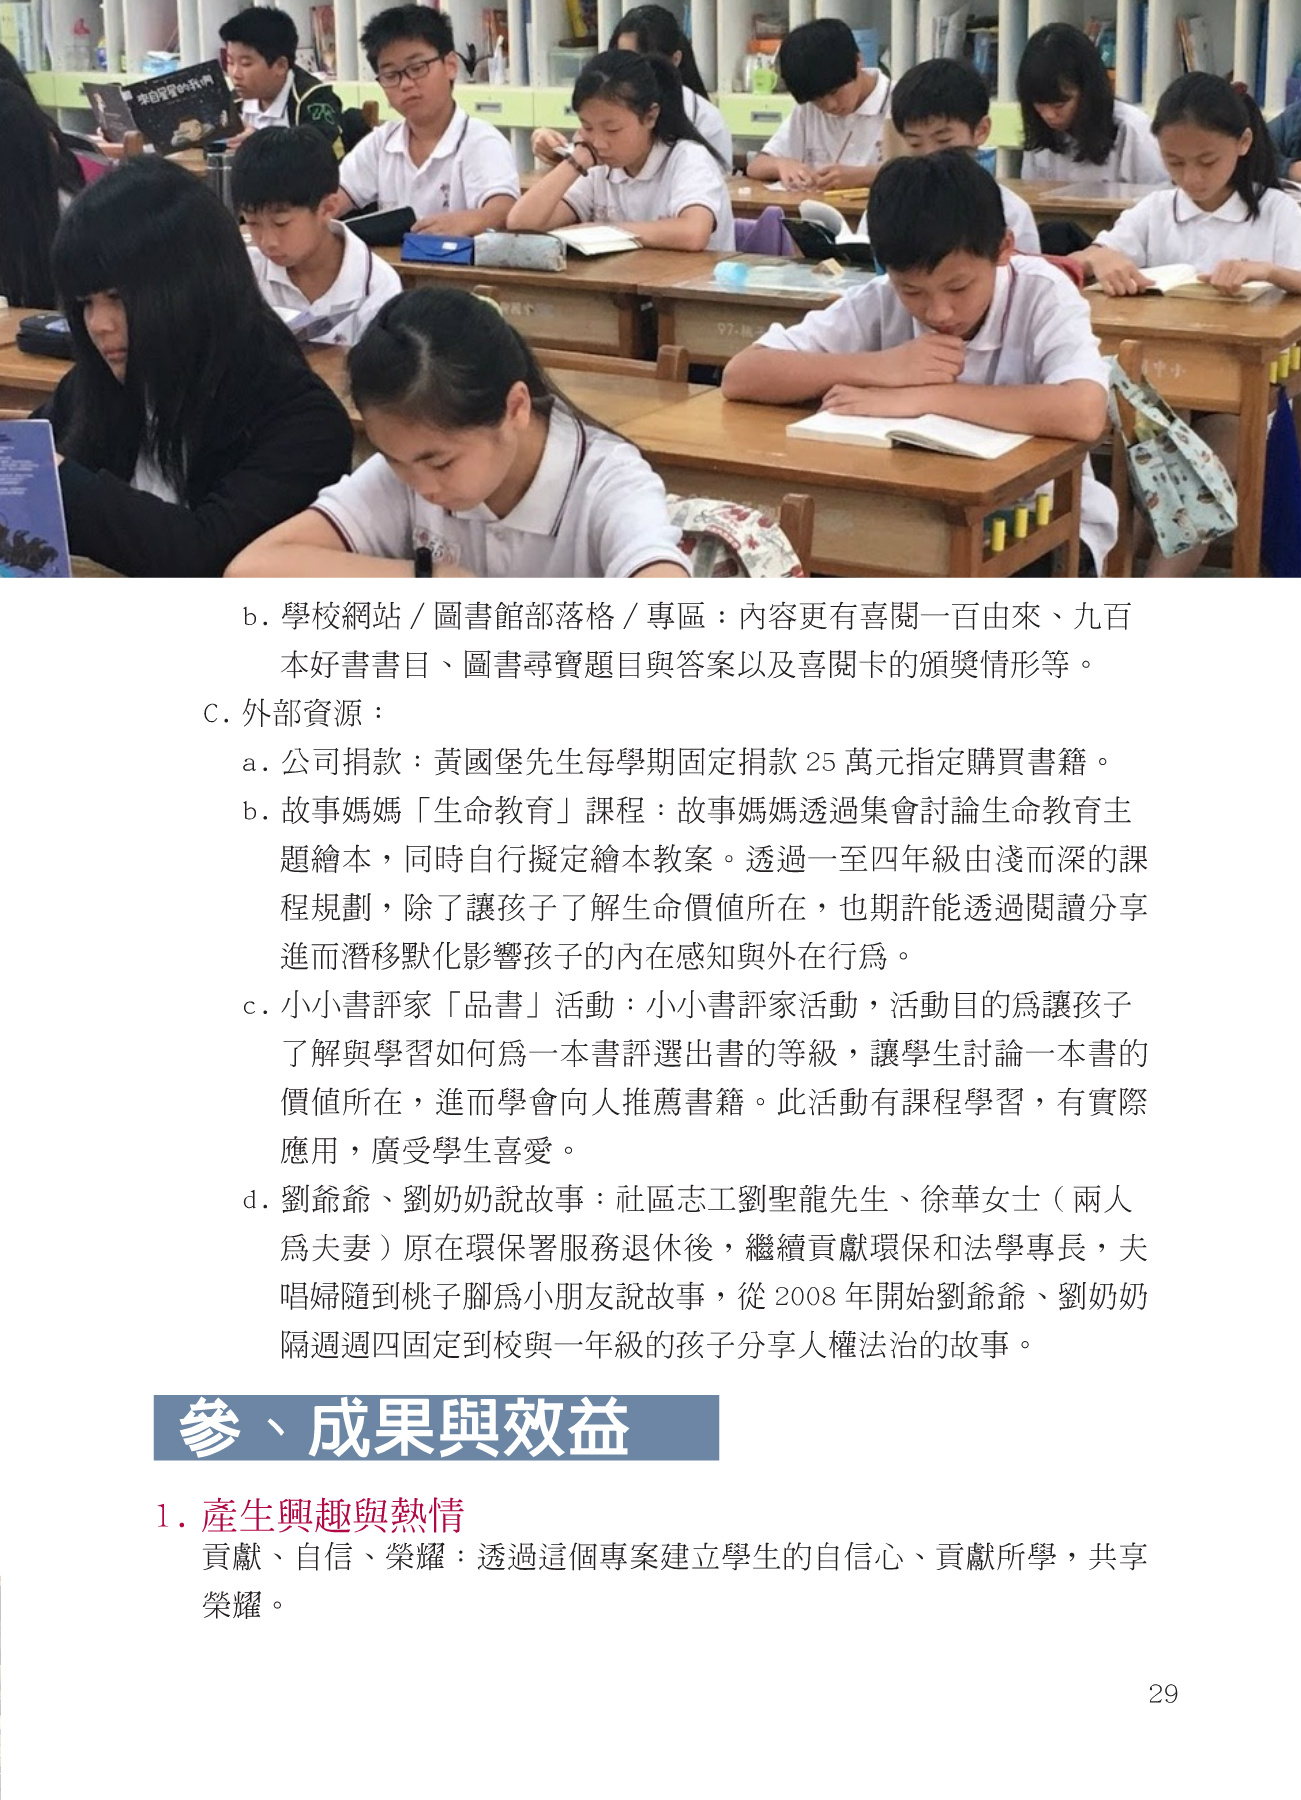 來自星星的我們
b. 學校網站/圖書館部落格/專區：內容更有喜閱一百由來、九百
本好書書目、圖書尋寶題目與答案以及喜閱卡的頒獎情形等。
C. 外部資源：
a. 公司捐款：黃國堡先生每學期固定捐款 25 萬元指定購買書籍。
b. 故事媽媽「生命教育」課程：故事媽媽透過集會討論生命教育主
題繪本，同時自行擬定繪本教案。透過一至四年級由淺而深的課
程規劃，除了讓孩子了解生命價值所在，也期許能透過閱讀分享
進而潛移默化影響孩子的內在感知與外在行為。
c. 小小書評家「品書」活動：小小書評家活動，活動目的為讓孩子
了解與學習如何為一本書評選出書的等級，讓學生討論一本書的
價值所在，進而學會向人推薦書籍。此活動有課程學習，有實際
應用，廣受學生喜愛。
d. 劉爺爺、劉奶奶說故事：社區志工劉聖龍先生、徐華女士（兩人
為夫妻）原在環保署服務退休後，繼續貢獻環保和法學專長，夫
唱婦隨到桃子腳為小朋友說故事，從 2008 年開始劉爺爺、劉奶奶
隔週週四固定到校與一年級的孩子分享人權法治的故事。
參、成果與效益
1. 產生興趣與熱情
貢獻、自信、榮耀：透過這個專案建立學生的自信心、貢獻所學，共享
榮耀。
29